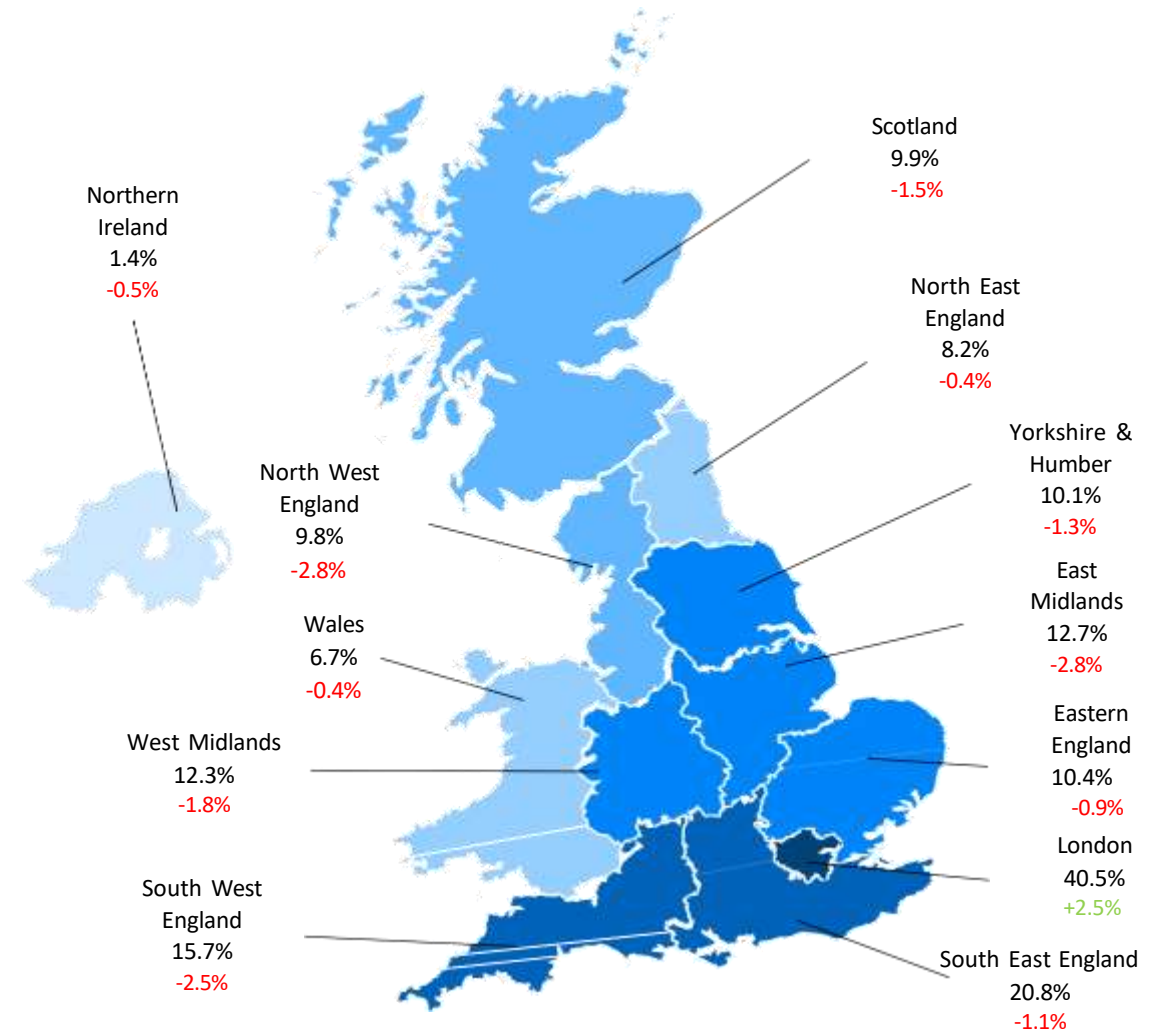 Scotland
9.9%
-1.5%
Northern
Ireland
1.4%
-0.5%
North East
England
8.2%
-0.4%
Yorkshire &
Humber
10.1%
-1.3%
North West
England
9.8%
-2.8%
East
Midlands
12.7%
-2.8%
Wales
6.7%
-0.4%
Eastern
England
10.4%
-0.9%
West Midlands
12.3%
-1.8%
London
40.5%
+2.5%
South West
England
15.7%
-2.5%
South East England
20.8%
-1.1%